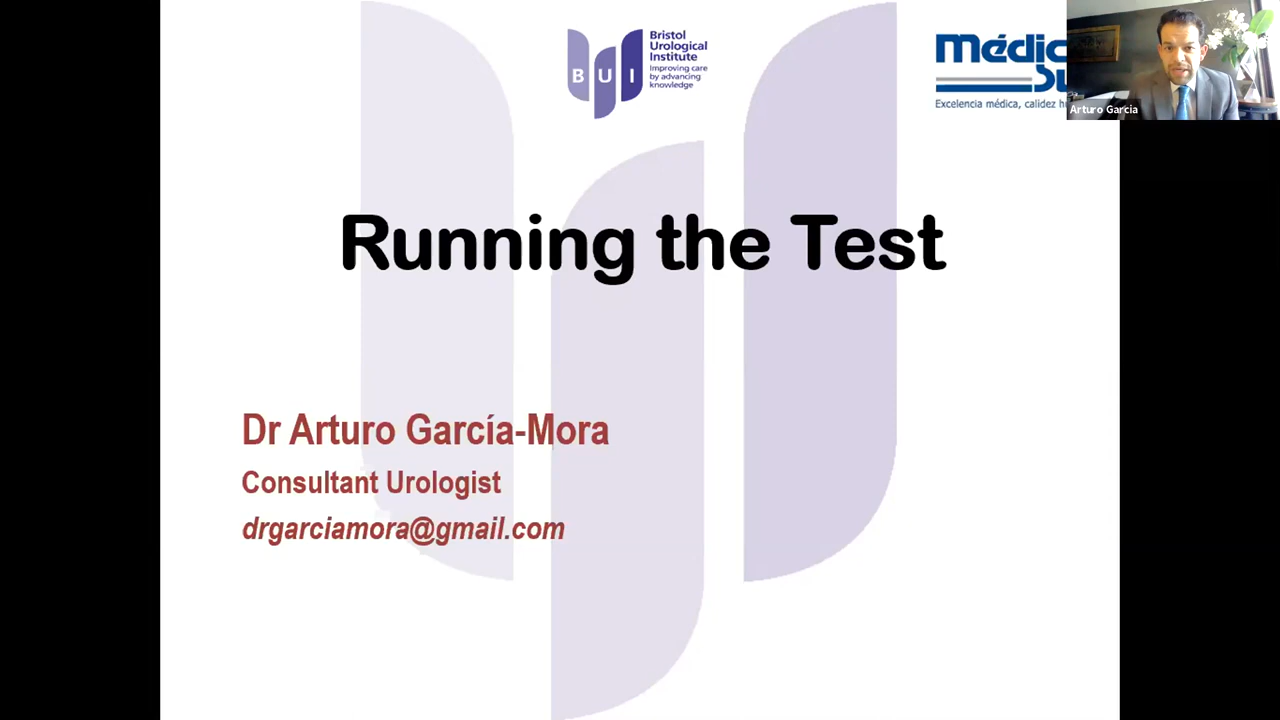 Bristol
Urological
Institute
Improving care
by advancing
knowledge
B U I
Médic
Excelencia médica, calidez
Arturo Garcia
Running the Test
Dr Arturo García-Mora
Consultant Urologist
drgarciamora@gmail.com